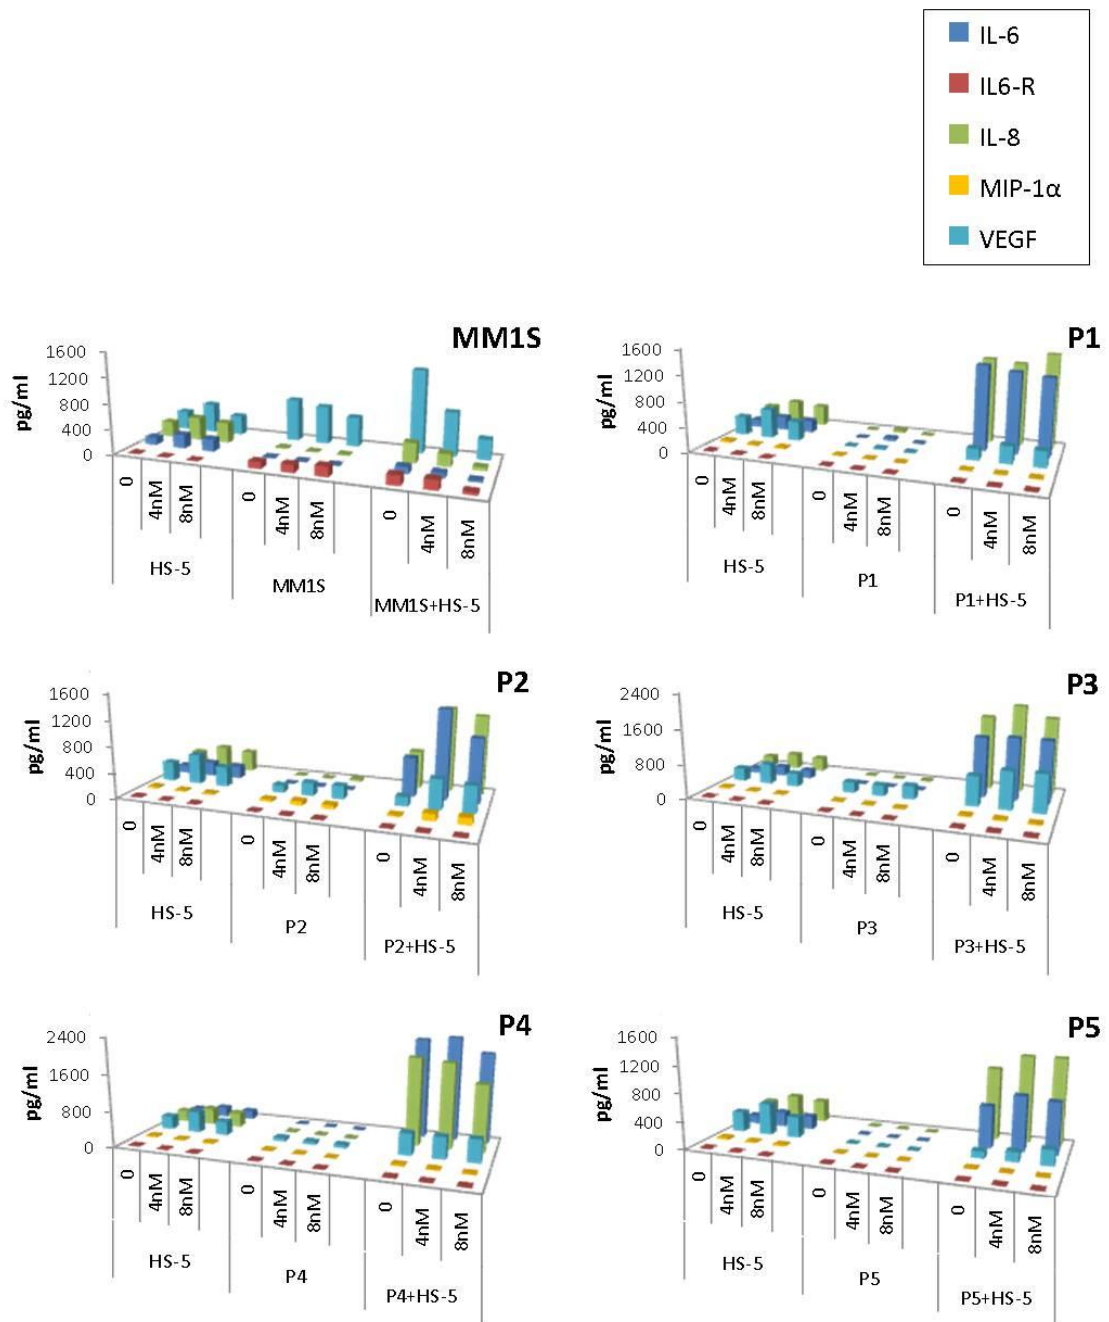 IL-6
IL6-R
IL-8
MIP-1α
VEGF
MM1S
pg/ml
1600
1200
800
400
0
0
4nM
8nM
0
4nM
8nM
0
4nM
8nM
HS-5
MM1S
MM1S+HS-5
P1
pg/ml
1600
1200
800
400
0
0
4nM
8nM
0
4nM
8nM
0
4nM
8nM
HS-5
P1
P1+HS-5
P2
pg/ml
1600
1200
800
400
0
0
4nM
8nM
0
4nM
8nM
0
4nM
8nM
HS-5
P2
P2+HS-5
P3
pg/ml
2400
1600
800
0
0
4nM
8nM
0
4nM
8nM
0
4nM
8nM
HS-5
P3
P3+HS-5
P4
pg/ml
2400
1600
800
0
0
4nM
8nM
0
4nM
8nM
0
4nM
8nM
HS-5
P4
P4+HS-5
P5
pg/ml
1600
1200
800
400
0
0
4nM
8nM
0
4nM
8nM
0
4nM
8nM
HS-5
P5
P5+HS-5